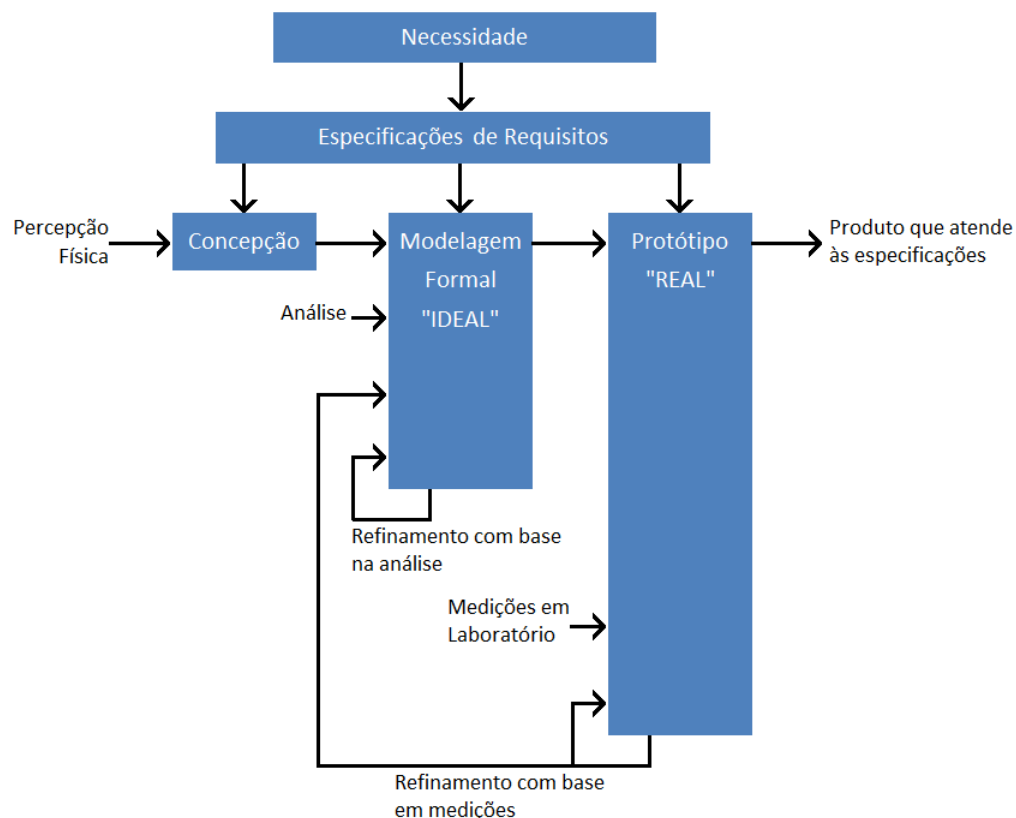 Necessidade
Especificações de Requisitos
Percepção
Física
Concepção
Modelagem
Formal
"IDEAL"
Protótipo
"REAL"
Produto que atende
às especificações
Análise
Refinamento com base
na análise
Medições em
Laboratório
Refinamento com base
em medições